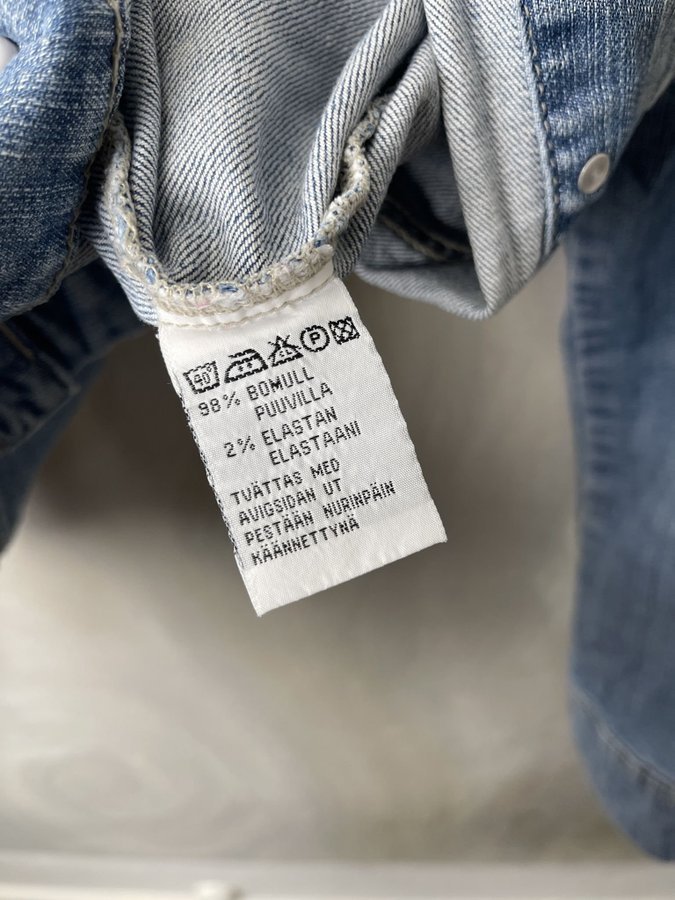 40°
P
98% BOMULL
PUUVILLA
2% ELASTAN
ELASTAANI
TVÄTTAS MED
AVIGSIDAN UT
PESTÄÄN NURINPÄIN
KÄÄNNETTYNÄ